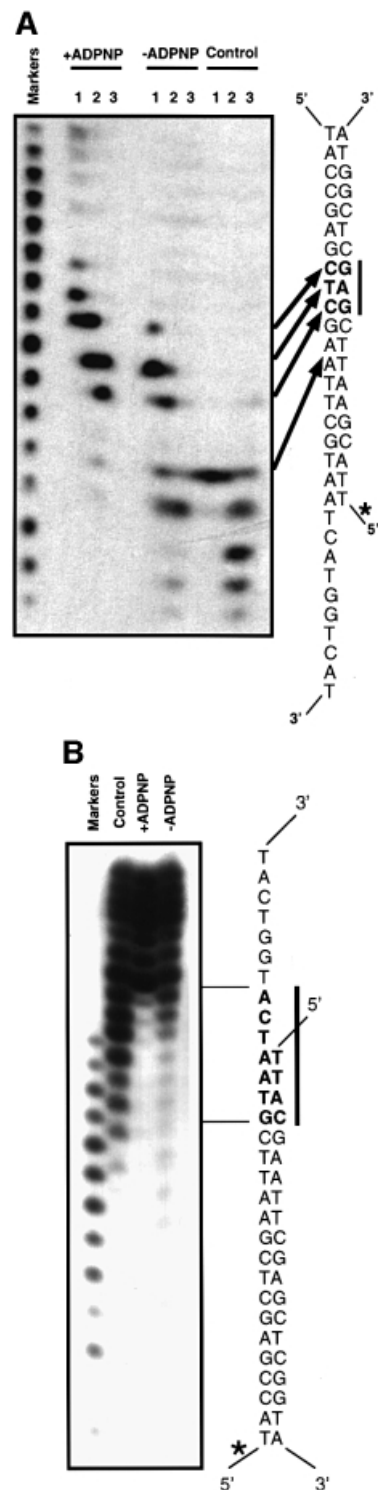 A
Markers
+ADPNP -ADPNP Control
1 2 3 1 2 3 1 2 3
5' 3'
TA
AT
CG
CG
GC
AT
GC
CG
TA
CG
GC
AT
AT
TA
TA
CG
GC
TA
AT
AT
T *
C 5'
A
T
G
G
T
C
A
T
3'
B
Markers
Control
+ADPNP
-ADPNP
3'
T
A
C
T
G
G
T
A
C 5'
T
AT
AT
TA
GC
CG
TA
TA
AT
AT
GC
CG
TA
CG
GC
AT
GC
CG
CG
AT
TA
*
5' 3'